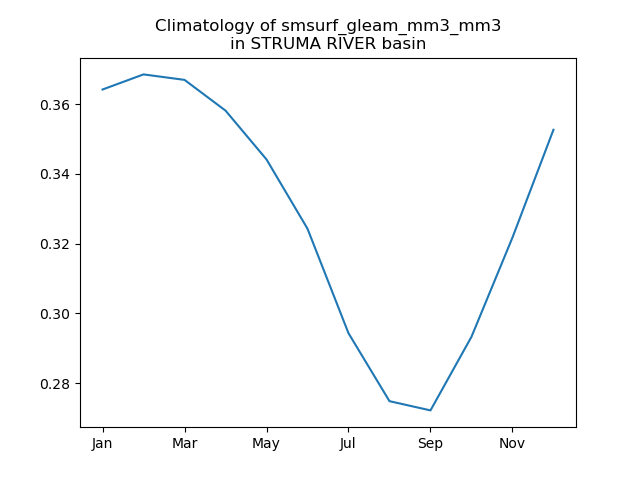 Climatology of smsurf_gleam_mm3_mm3
in STRUMA RIVER basin
0.36
0.34
0.32
0.30
0.28
Jan Mar May Jul Sep Nov